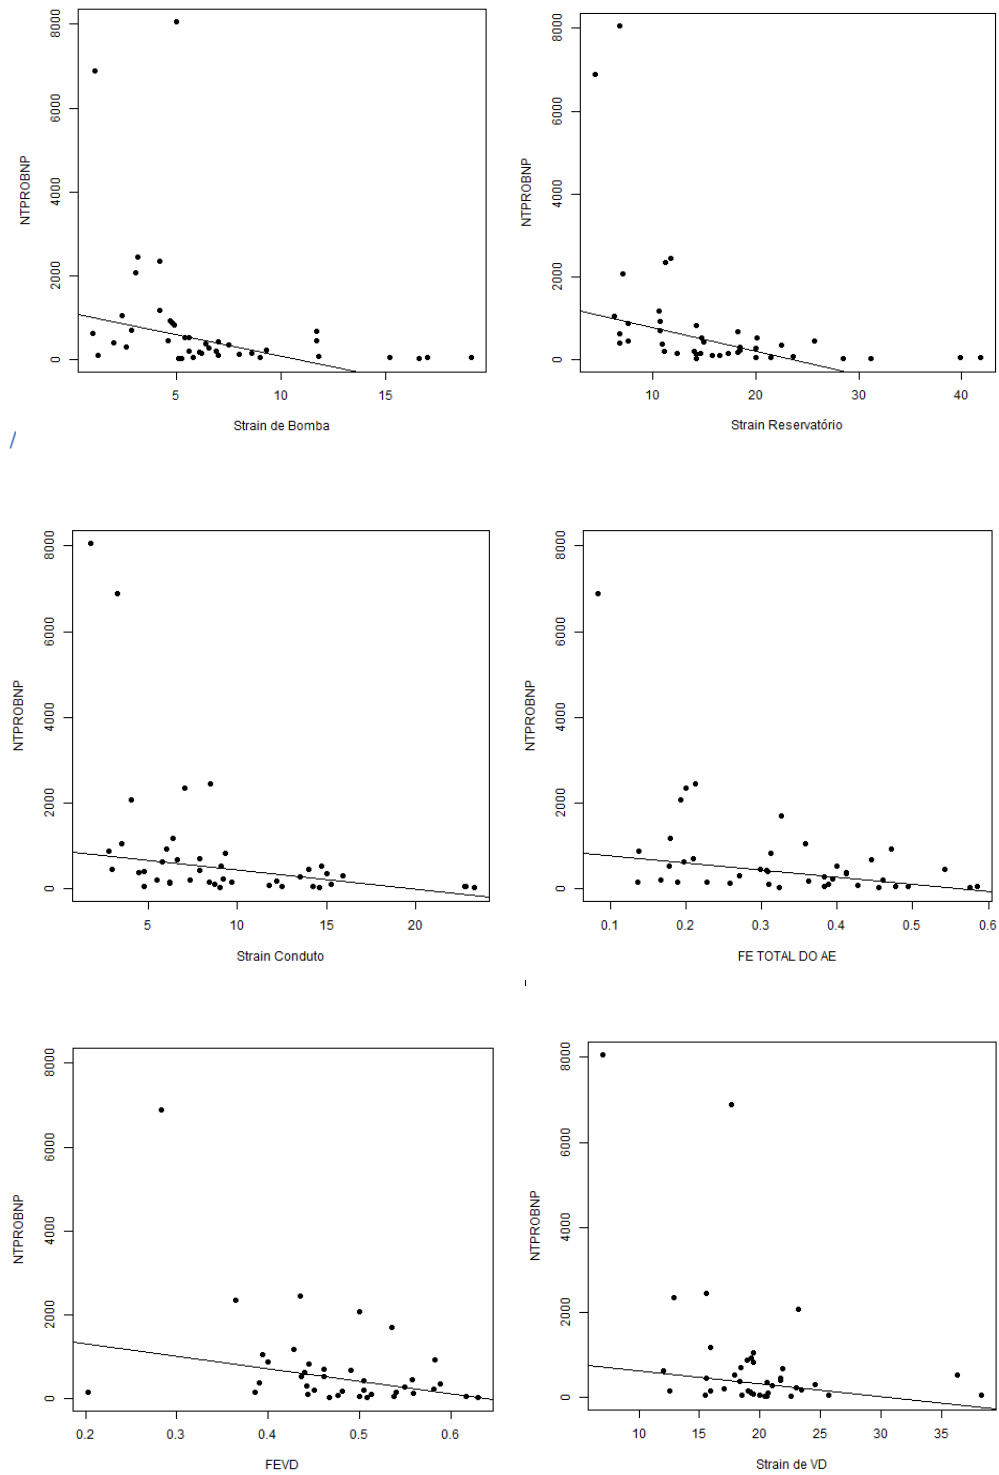 8000
6000
4000
2000
0
NTPROBNP
5 10 15
Strain de Bomba
8000
6000
4000
2000
0
NTPROBNP
10 20 30 40
Strain Reservatório
/
8000
6000
4000
2000
0
NTPROBNP
5 10 15 20
Strain Conduto
8000
6000
4000
2000
0
NTPROBNP
0.1 0.2 0.3 0.4 0.5 0.6
FE TOTAL DO AE
8000
6000
4000
2000
0
NTPROBNP
0.2 0.3 0.4 0.5 0.6
FEVD
8000
6000
4000
2000
0
NTPROBNP
10 15 20 25 30 35
Strain de VD